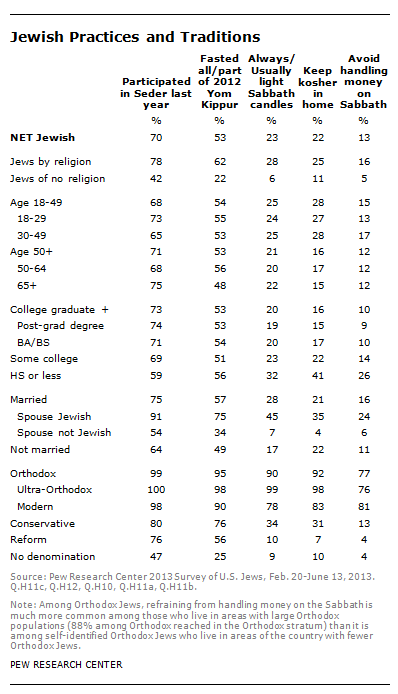 Jewish Practices and Traditions
Participated in Seder last year Fasted all/part of 2012 Yom Kippur Always/Usually light Sabbath candles Keep kosher in home Avoid handling money on Sabbath
% % % % %
NET Jewish 70 53 23 22 13
Jews by religion 78 62 28 25 16
Jews of no religion 42 22 6 11 5
Age 18-49 68 54 25 28 15
18-29 73 55 24 27 13
30-49 65 53 25 28 17
Age 50+ 71 53 21 16 12
50-64 68 56 20 17 12
65+ 75 48 22 15 12
College graduate + 73 53 20 16 10
Post-grad degree 74 53 19 15 9
BA/BS 71 54 20 17 10
Some college 69 51 23 22 14
HS or less 59 56 32 41 26
Married 75 57 28 21 16
Spouse Jewish 91 75 45 35 24
Spouse not Jewish 54 34 7 4 6
Not married 64 49 17 22 11
Orthodox 99 95 90 92 77
Ultra-Orthodox 100 98 99 98 76
Modern 98 90 78 83 81
Conservative 80 76 34 31 13
Reform 76 56 10 7 4
No denomination 47 25 9 10 4
Source: Pew Research Center 2013 Survey of U.S. Jews, Feb. 20-June 13, 2013.
Q.H11c, Q.H12, Q.H10, Q.H11a, Q.H11b.
Note: Among Orthodox Jews, refraining from handling money on the Sabbath is
much more common among those who live in areas with large Orthodox
populations (88% among Orthodox reached in the Orthodox stratum) than it is
among self-identified Orthodox Jews who live in areas of the country with fewer
Orthodox Jews.
PEW RESEARCH CENTER